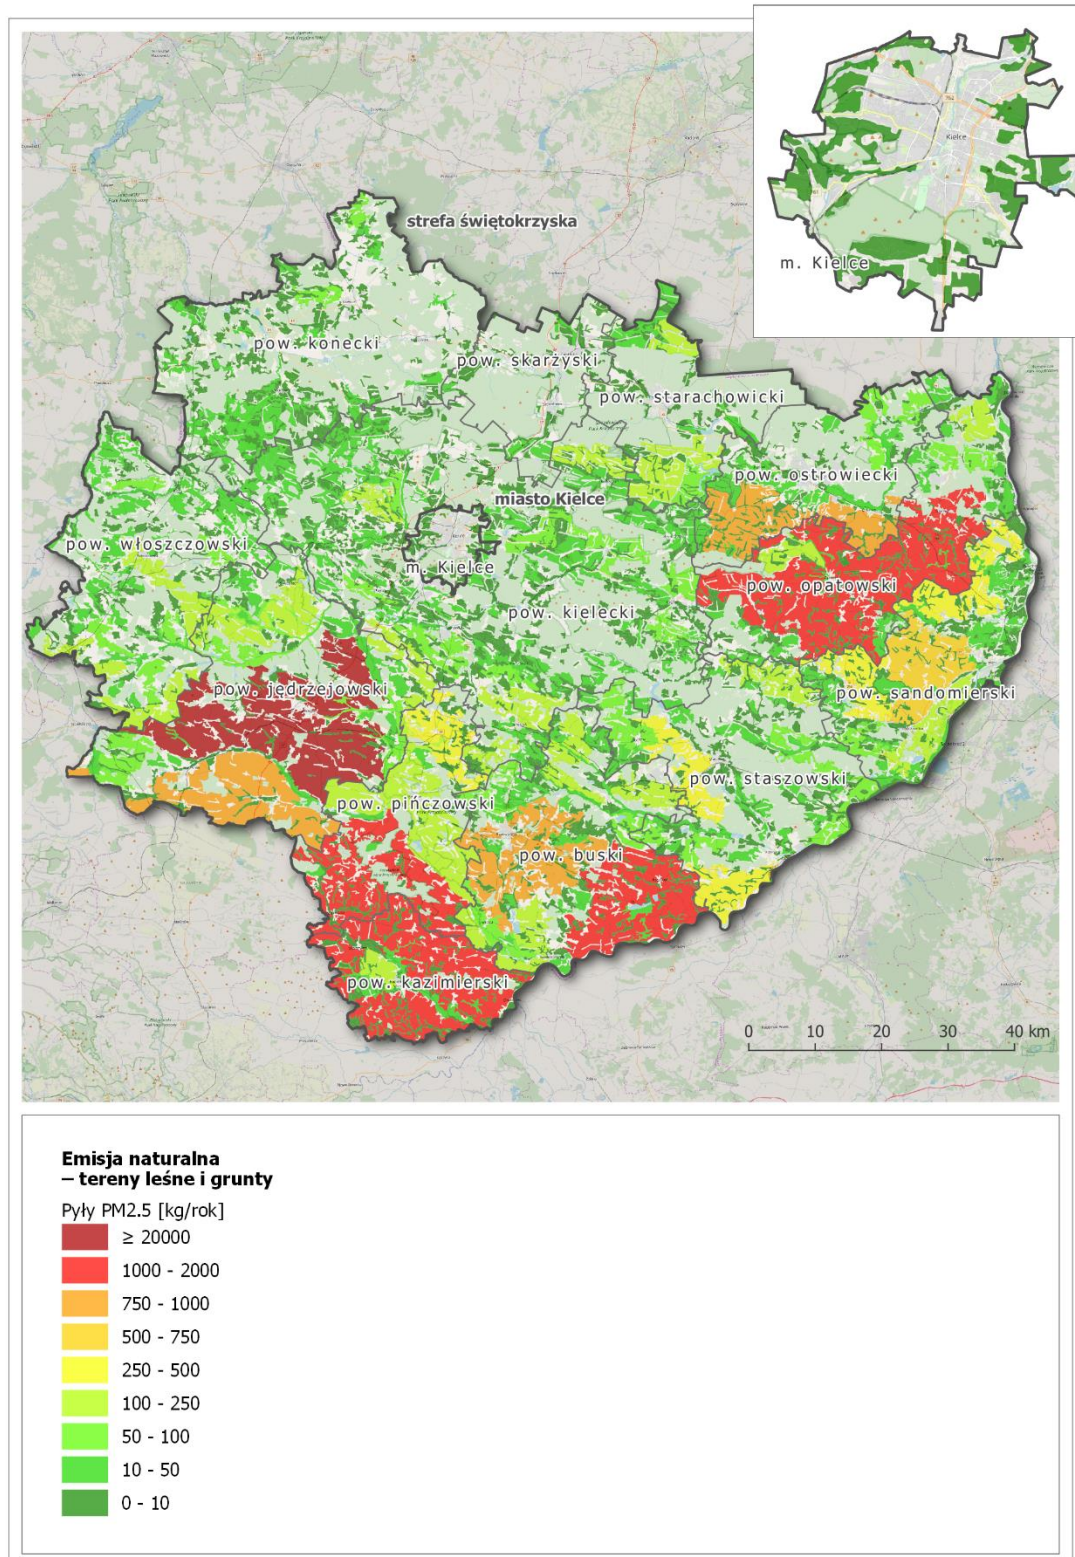 Kielce
m. Kielce
strefa świętokrzyska
pow. konecki
pow. skarżyski
pow. starachowicki
pow. ostrowiecki
miasto Kielce
pow. włoszczowski
m. Kielce
pow. opatowski
pow. kielecki
pow. jędrzejowski
pow. sandomierski
pow. staszowski
pow. pińczowski
pow. buski
pow. kazimierski
0 10 20 30 40 km
Emisja naturalna
– tereny leśne i grunty
Pyły PM2.5 [kg/rok]
≥ 20000
1000 - 2000
750 - 1000
500 - 750
250 - 500
100 - 250
50 - 100
10 - 50
0 - 10